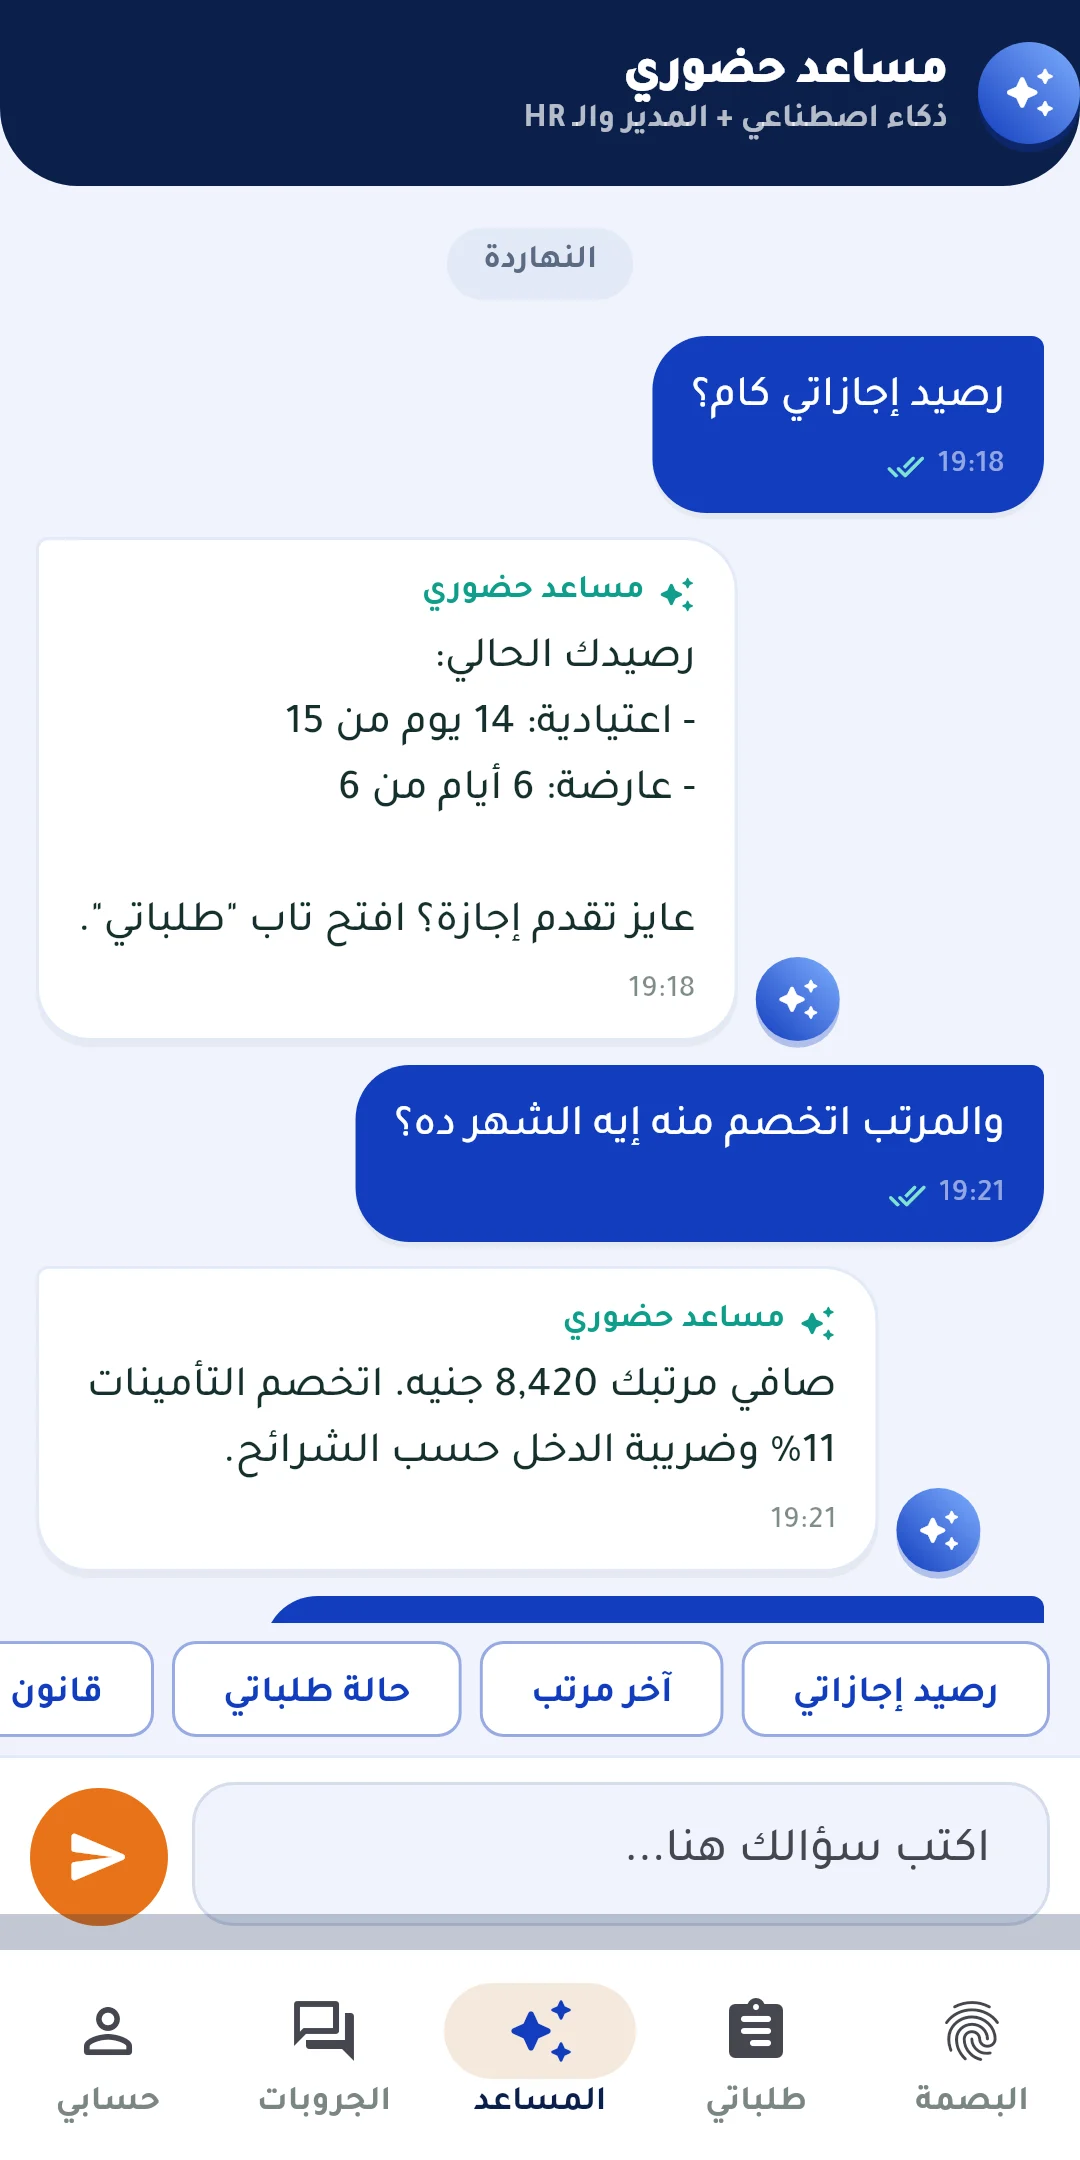 مساعد حضوري
ذكاء اصطناعي + المدير والـ HR
النهاردة
رصيد إجازاتي كام؟
19:18
مساعد حضوري
رصيدك الحالي:
- اعتيادية: 14 يوم من 15
- عارضة: 6 أيام من 6
عايز تقدم إجازة؟ افتح تاب "طلباتي".
19:18
والمرتب اتخصم منه إيه الشهر ده؟
19:21
مساعد حضوري
صافي مرتبك 8,420 جنيه. اتخصم التأمينات
11% وضريبة الدخل حسب الشرائح.
19:21
رصيد إجازاتي
آخر مرتب
حالة طلباتي
قانون
اكتب سؤالك هنا...
البصمة
طلباتي
المساعد
الجروبات
حسابي